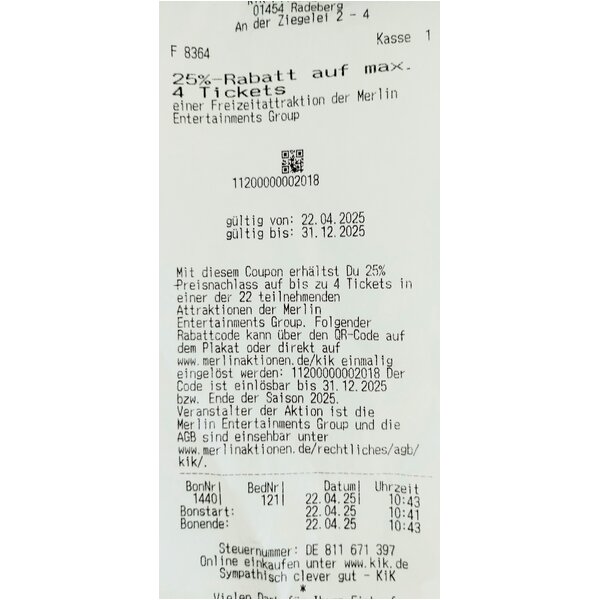 01454 Radeberg
An der Ziegelei 2 - 4
Kasse 1
F 8364
25%-Rabatt auf max.
4 Tickets
einer Freizeitattraktion der Merlin
Entertainments Group
11200000002018
gültig von: 22.04.2025
gültig bis: 31.12.2025
Mit diesem Coupon erhältst Du 25%
Preisnachlass auf bis zu 4 Tickets in
einer der 22 teilnehmenden
Attraktionen der Merlin
Entertainments Group. Folgender
Rabattcode kann über den QR-Code auf
dem Plakat oder direkt auf
www.merlinaktionen.de/kik einmalig
eingelöst werden: 11200000002018 Der
Code ist einlösbar bis 31.12.2025
bzw. Ende der Saison 2025.
Veranstalter der Aktion ist die
Merlin Entertainments Group und die
AGB sind einsehbar unter
www.merlinaktionen.de/rechtliches/agb/
kik/.
BonNr| BedNr| Datum| Uhrzeit
1440| 121| 22.04.25| 10:43
Bonstart: 22.04.25 10:41
Bonende: 22.04.25 10:43
Steuernummer: DE 811 671 397
Online einkaufen unter www.kik.de
Sympathisch clever gut - KiK
*
Vielen Dank für Ihren Einkauf